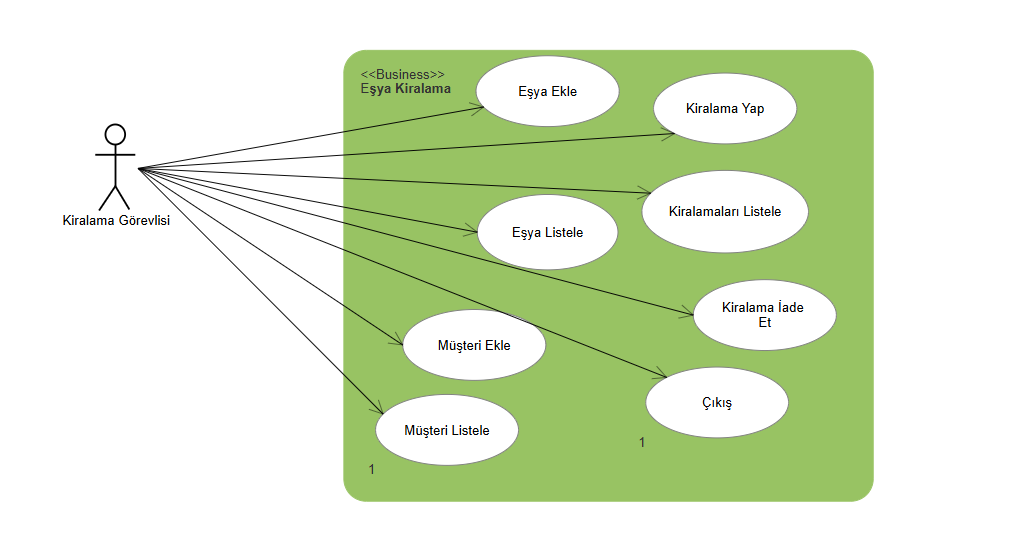 <<Business>>
Eşya Kiralama
Eşya Ekle
Kiralama Yap
Kiralama Görevlisi
Kiralamaları Listele
Eşya Listele
Kiralama İade
Et
Müşteri Ekle
Çıkış
Müşteri Listele
1
1